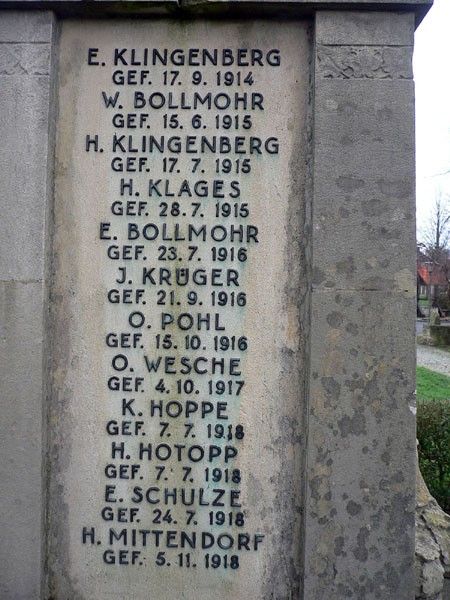 E. KLINGENBERG
GEF. 17. 9. 1914
W. BOLLMOHR
GEF. 15. 6. 1915
H. KLINGENBERG
GEF. 17. 7. 1915
H. KLAGES
GEF. 28. 7. 1915
E. BOLLMOHR
GEF. 23. 7. 1916
J. KRÜGER
GEF. 21. 9. 1916
O. POHL
GEF. 15. 10. 1916
O. WESCHE
GEF. 4. 10. 1917
K. HOPPE
GEF. 7. 7. 1918
H. HOTOPP
GEF. 7. 7. 1918
E. SCHULZE
GEF. 24. 7. 1918
H. MITTENDORF
GEF. 5. 11. 1918